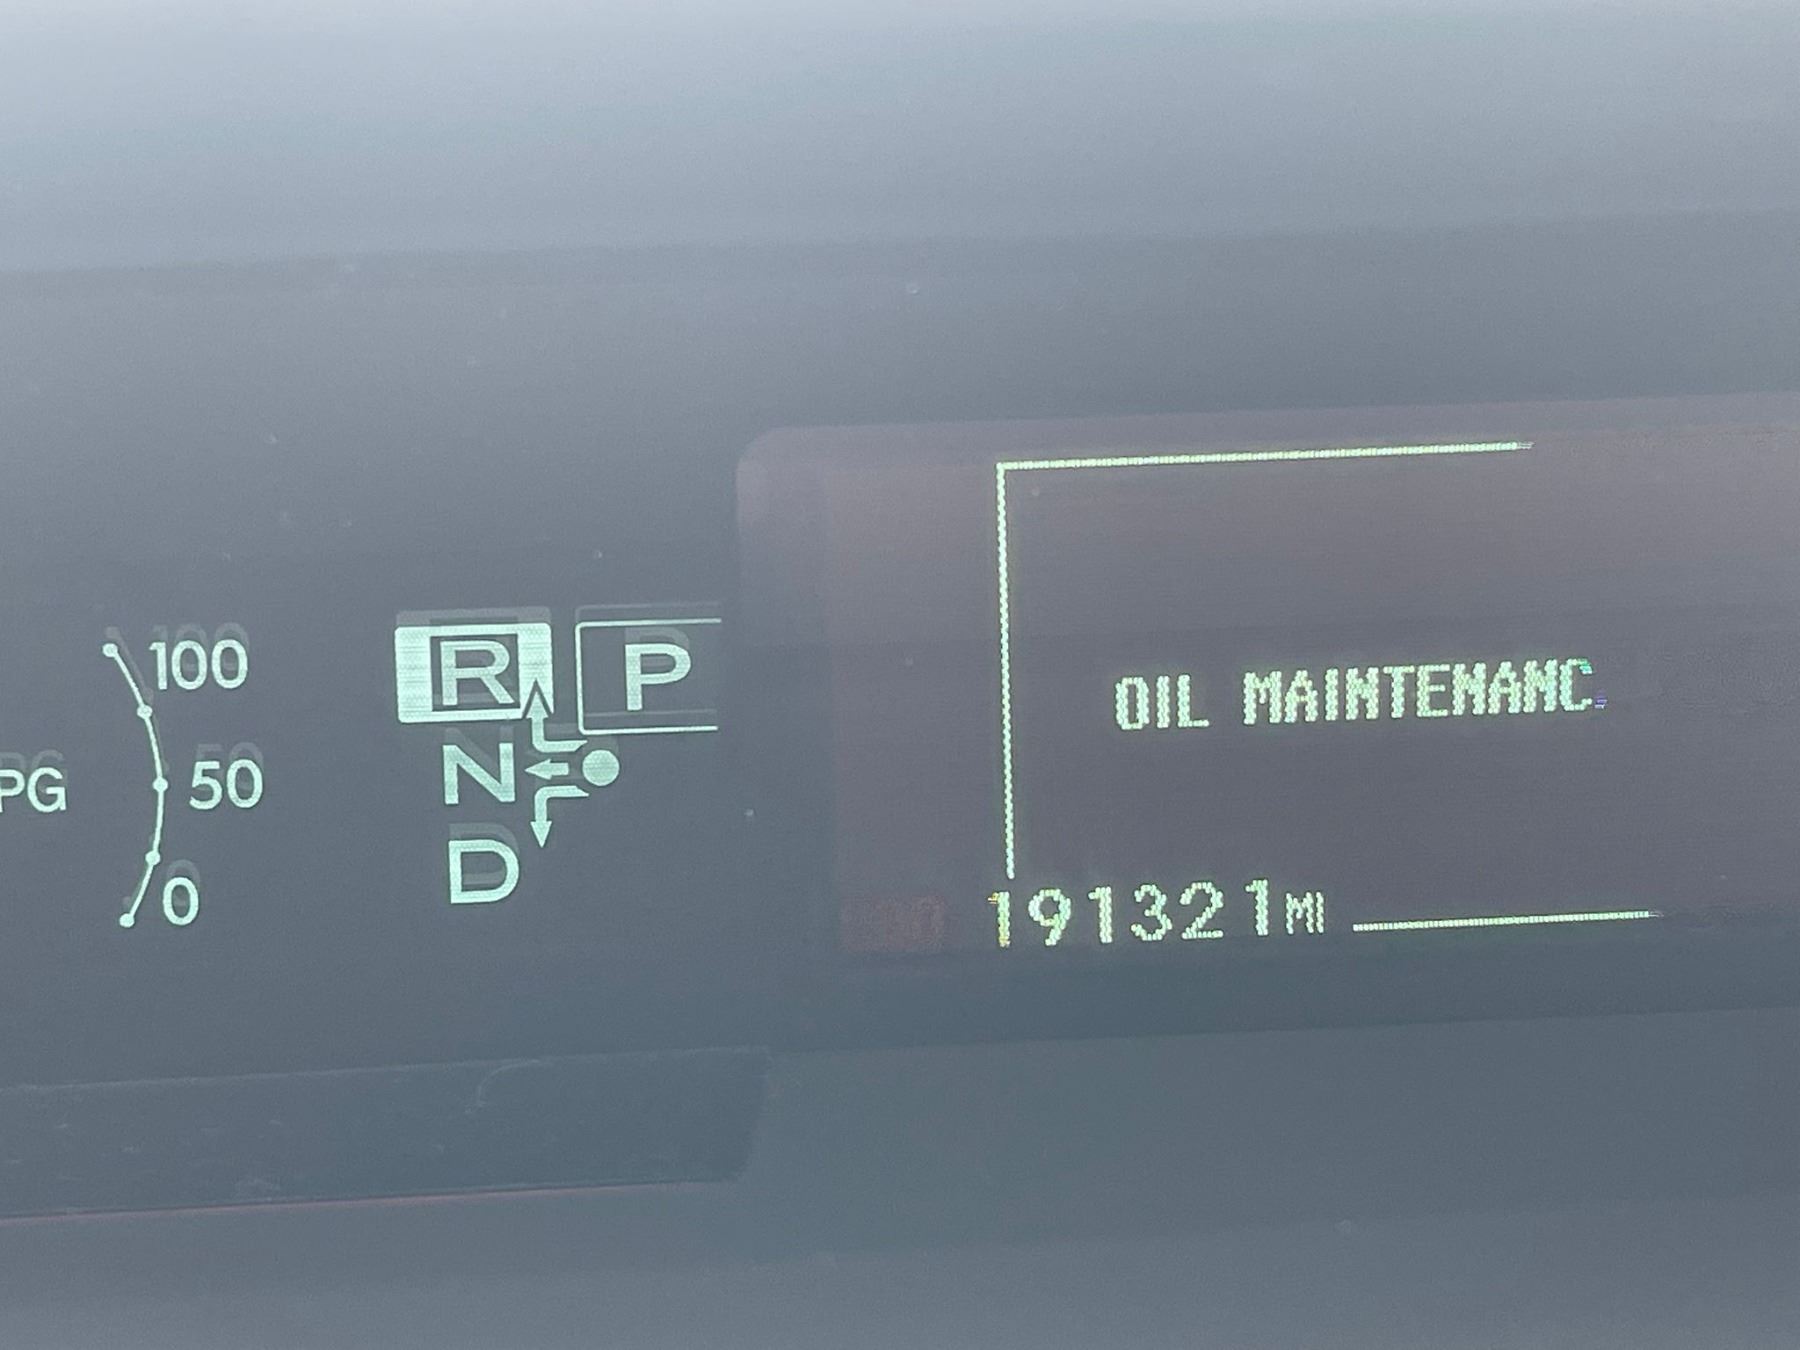 100
50
0
PG
R
P
N
D
OIL MAINTENANC
191321MI